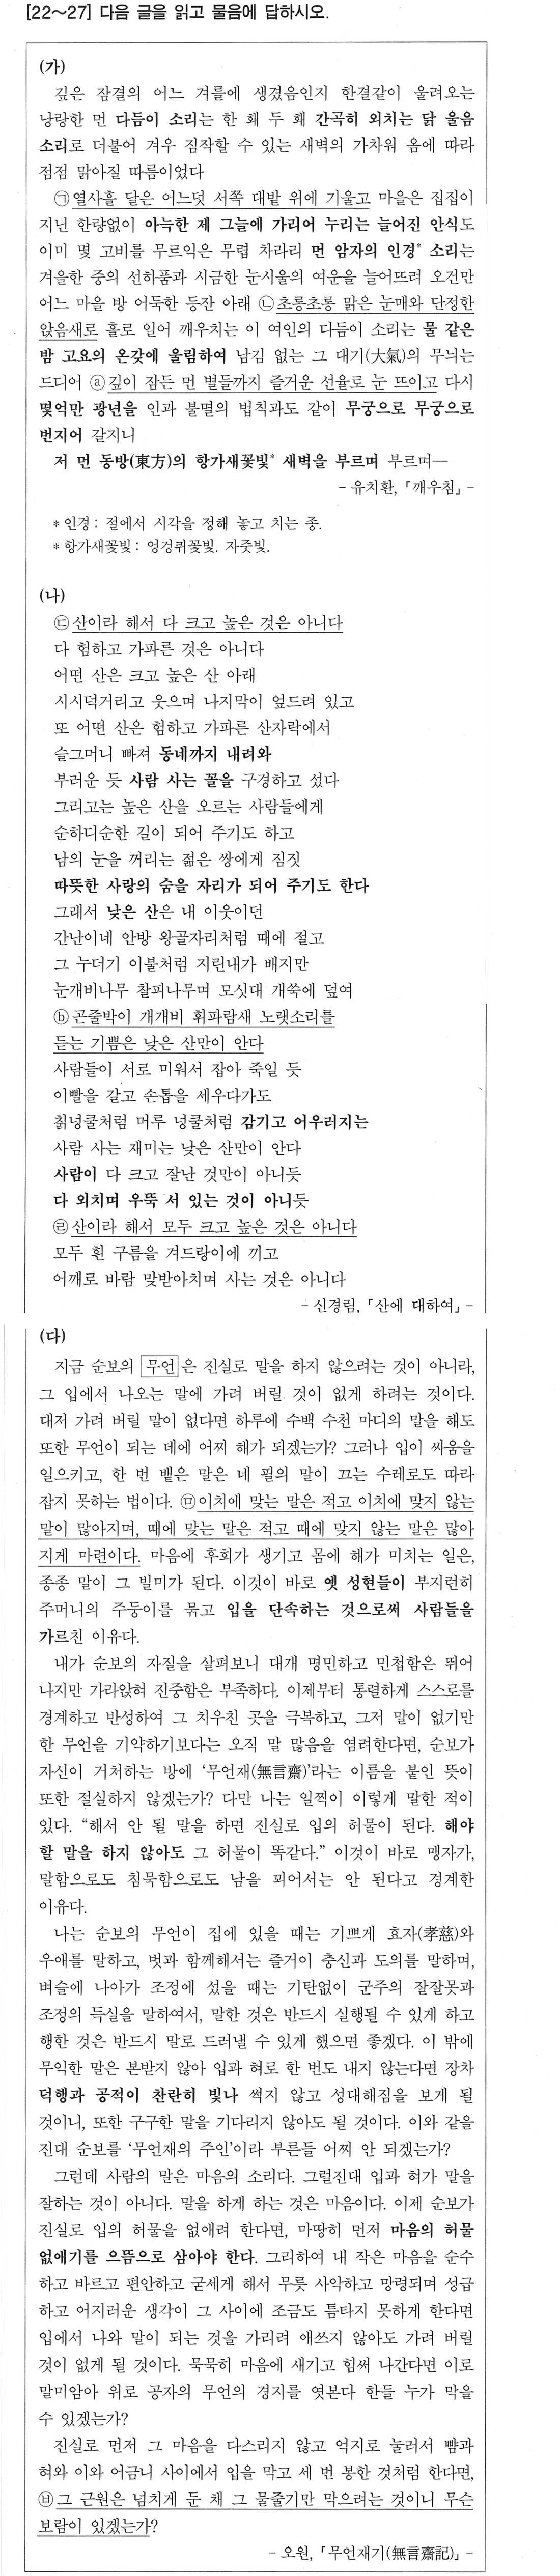 [22～27] 다음 글을 읽고 물음에 답하시오.
(가)
깊은 잠결의 어느 겨를에 생겼음인지 한결같이 울려오는
낭랑한 먼 다듬이 소리는 한 홰 두 홰 간곡히 외치는 닭 울음
소리로 더불어 겨우 짐작할 수 있는 새벽의 가차워 옴에 따라
점점 맑아질 따름이었다
㉠열사흘 달은 어느덧 서쪽 대밭 위에 기울고 마을은 집집이
지닌 한량없이 아늑한 제 그늘에 가리어 누리는 늘어진 안식도
이미 몇 고비를 무르익은 무렵 차라리 먼 암자의 인경* 소리는
겨울한 중의 선하품과 시금한 눈시울의 여운을 늘어뜨려 오건만
어느 마을 방 어둑한 등잔 아래 ㉡초롱초롱 맑은 눈매와 단정한
앉음새로 홀로 일어 깨우치는 이 여인의 다듬이 소리는 물 같은
밤 고요의 온갖에 울림하여 남김 없는 그 대기(大氣)의 무늬는
드디어 ⓐ깊이 잠든 먼 별들까지 즐거운 선율로 눈 뜨이고 다시
몇억만 광년을 인과 불멸의 법칙과도 같이 무궁으로 무궁으로
번지어 갈지니
저 먼 동방(東方)의 항가새꽃빛* 새벽을 부르며 부르며―
- 유치환, 「깨우침」 -
* 인경 : 절에서 시각을 정해 놓고 치는 종.
* 항가새꽃빛 : 엉겅퀴꽃빛. 자줏빛.
(나)
㉢산이라 해서 다 크고 높은 것은 아니다
다 험하고 가파른 것은 아니다
어떤 산은 크고 높은 산 아래
시시덕거리고 웃으며 나지막이 엎드려 있고
또 어떤 산은 험하고 가파른 산자락에서
슬그머니 빠져 동네까지 내려와
부러운 듯 사람 사는 꼴을 구경하고 섰다
그리고는 높은 산을 오르는 사람들에게
순하디순한 길이 되어 주기도 하고
남의 눈을 꺼리는 젊은 쌍에게 짐짓
따뜻한 사랑의 숨을 자리가 되어 주기도 한다
그래서 낮은 산은 내 이웃이던
간난이네 안방 왕골자리처럼 때에 절고
그 누더기 이불처럼 지린내가 배지만
눈개비나무 찰피나무며 모싯대 개쑥에 덮여
ⓑ곤줄박이 개개비 휘파람새 노랫소리를
듣는 기쁨은 낮은 산만이 안다
사람들이 서로 미워서 잡아 죽일 듯
이빨을 갈고 손톱을 세우다가도
칡넝쿨처럼 머루 넝쿨처럼 감기고 어우러지는
사람 사는 재미는 낮은 산만이 안다
사람이 다 크고 잘난 것만이 아니듯
다 외치며 우뚝 서 있는 것이 아니듯
㉣산이라 해서 모두 크고 높은 것은 아니다
모두 흰 구름을 겨드랑이에 끼고
어깨로 바람 맞받아치며 사는 것은 아니다
- 신경림, 「산에 대하여」 -
(다)
지금 순보의 무언은 진실로 말을 하지 않으려는 것이 아니라,
그 입에서 나오는 말에 가려 버릴 것이 없게 하려는 것이다.
대저 가려 버릴 말이 없다면 하루에 수백 수천 마디의 말을 해도
또한 무언이 되는 데에 어찌 해가 되겠는가? 그러나 입이 싸움을
일으키고, 한 번 뱉은 말은 네 필의 말이 끄는 수레로도 따라
잡지 못하는 법이다. ㉤이치에 맞는 말은 적고 이치에 맞지 않는
말이 많아지며, 때에 맞는 말은 적고 때에 맞지 않는 말은 많아
지게 마련이다. 마음에 후회가 생기고 몸에 해가 미치는 일은,
종종 말이 그 빌미가 된다. 이것이 바로 옛 성현들이 부지런히
주머니의 주둥이를 묶고 입을 단속하는 것으로써 사람들을
가르친 이유다.
내가 순보의 자질을 살펴보니 대개 명민하고 민첩함은 뛰어
나지만 가라앉혀 진중함은 부족하다. 이제부터 통렬하게 스스로를
경계하고 반성하여 그 치우친 곳을 극복하고, 그저 말이 없기만
한 무언을 기약하기보다는 오직 말 많음을 염려한다면, 순보가
자신이 거처하는 방에 ‘무언재(無言齋)’라는 이름을 붙인 뜻이
또한 절실하지 않겠는가? 다만 나는 일찍이 이렇게 말한 적이
있다. “해서 안 될 말을 하면 진실로 입의 허물이 된다. 해야
할 말을 하지 않아도 그 허물이 똑같다.” 이것이 바로 맹자가,
말함으로도 침묵함으로도 남을 꾀어서는 안 된다고 경계한
이유다.
나는 순보의 무언이 집에 있을 때는 기쁘게 효자(孝慈)와
우애를 말하고, 벗과 함께해서는 즐거이 충신과 도의를 말하며,
벼슬에 나아가 조정에 섰을 때는 기탄없이 군주의 잘잘못과
조정의 득실을 말하여서, 말한 것은 반드시 실행될 수 있게 하고
행한 것은 반드시 말로 드러낼 수 있게 했으면 좋겠다. 이 밖에
무익한 말은 본받지 않아 입과 혀로 한 번도 내지 않는다면 장차
덕행과 공적이 찬란히 빛나 썩지 않고 성대해짐을 보게 될
것이니, 또한 구구한 말을 기다리지 않아도 될 것이다. 이와 같을
진대 순보를 ‘무언재의 주인’이라 부른들 어찌 안 되겠는가?
그런데 사람의 말은 마음의 소리다. 그럴진대 입과 혀가 말을
잘하는 것이 아니다. 말을 하게 하는 것은 마음이다. 이제 순보가
진실로 입의 허물을 없애려 한다면, 마땅히 먼저 마음의 허물
없애기를 으뜸으로 삼아야 한다. 그리하여 내 작은 마음을 순수
하고 바르고 편안하고 굳세게 해서 무릇 사악하고 망령되며 성급
하고 어지러운 생각이 그 사이에 조금도 틈타지 못하게 한다면
입에서 나와 말이 되는 것을 가리려 애쓰지 않아도 가려 버릴
것이 없게 될 것이다. 묵묵히 마음에 새기고 힘써 나간다면 이로
말미암아 위로 공자의 무언의 경지를 엿본다 한들 누가 막을
수 있겠는가?
진실로 먼저 그 마음을 다스리지 않고 억지로 눌러서 뺨과
혀와 이와 어금니 사이에서 입을 막고 세 번 봉한 것처럼 한다면,
㉥그 근원은 넘치게 둔 채 그 물줄기만 막으려는 것이니 무슨
보람이 있겠는가?
- 오원, 「무언재기(無言齋記)」 -